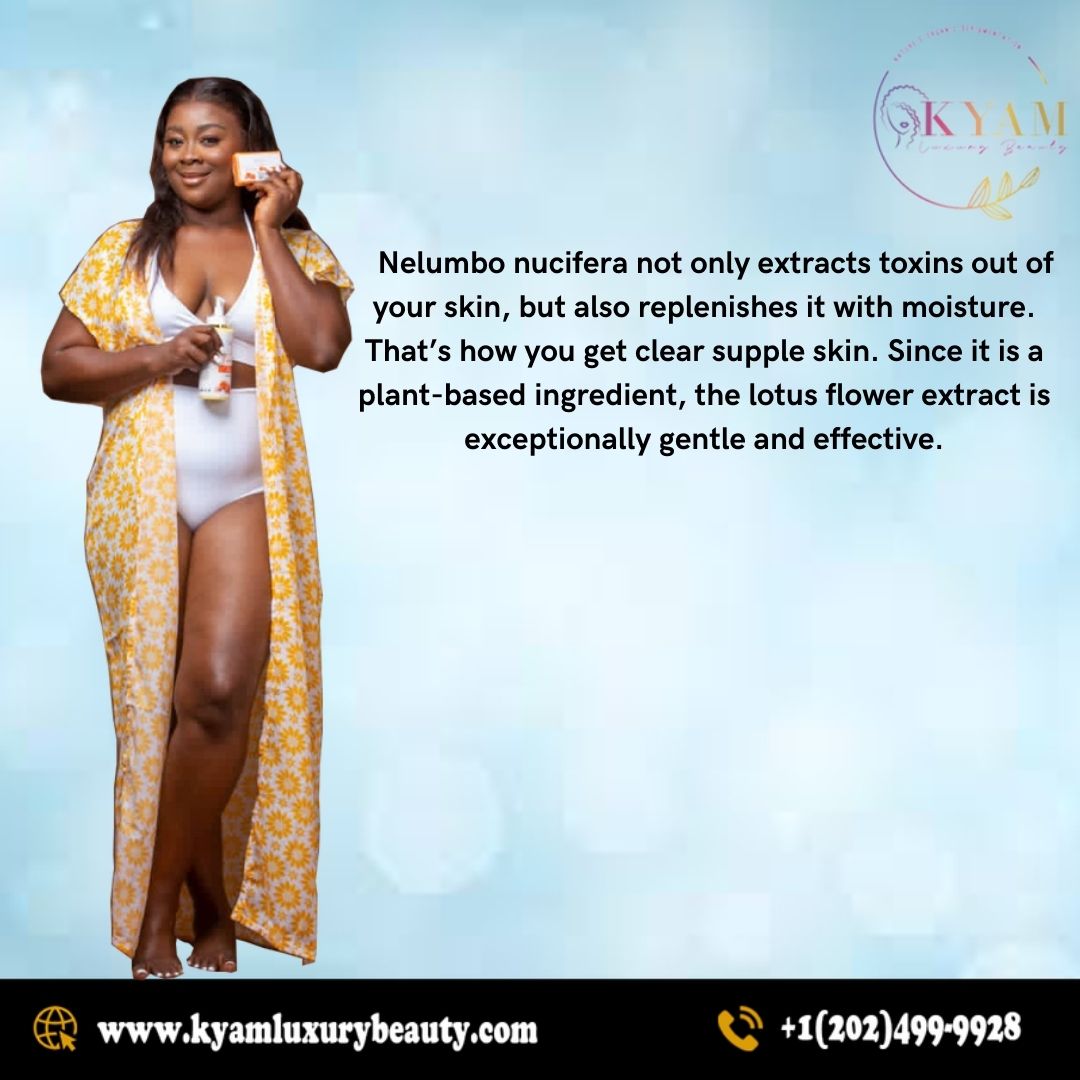 KYAM
Luxury Beauty
Nelumbo nucifera not only extracts toxins out of
your skin, but also replenishes it with moisture.
That’s how you get clear supple skin. Since it is a
plant-based ingredient, the lotus flower extract is
exceptionally gentle and effective.
www.kyamluxurybeauty.com
+1(202)499-9928